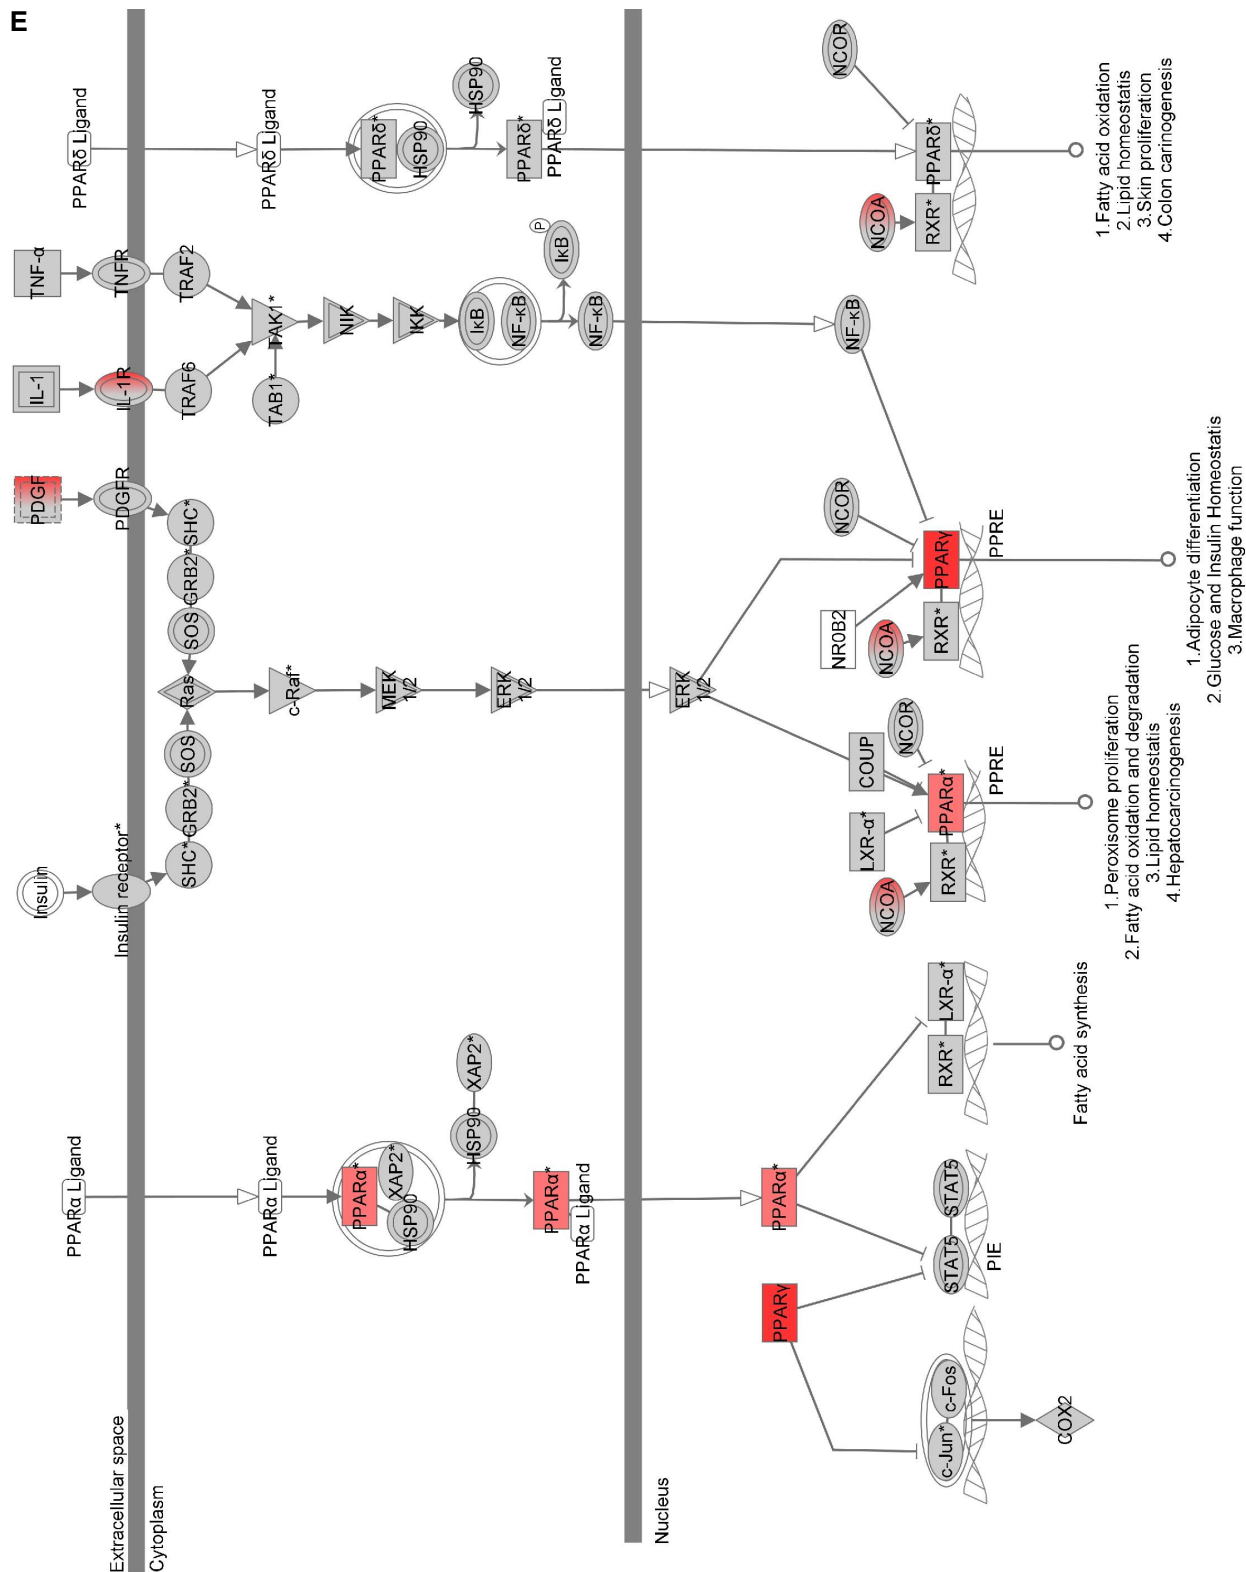 E
PPARδ Ligand
TNF-α
IL-1
PDGF
Insulin
PPARα Ligand
TNFR
IL-1R
PDGFR
Insulin receptor*
Extracellular space
Cytoplasm
PPARδ Ligand
TRAF2
TRAF6
SHC*
GRB2*
SOS
Ras
SOS
GRB2*
SHC*
PPARα Ligand
TAK1*
TAB1*
c-Raf*
NIK
IKK
MEK
1/2
ERK
1/2
PPARδ*
HSP90
HSP90
PPARδ*
PPARδ Ligand
IκB
NF-κB
P
IκB
NF-κB
PPARα*
XAP2*
HSP90
XAP2*
HSP90
PPARα*
PPARα Ligand
Nucleus
ERK
1/2
NCOR
NCOA
PPARδ*
RXR*
1.Fatty acid oxidation
2.Lipid homeostatis
3.Skin proliferation
4.Colon carinogenesis
NF-κB
NCOR
NR0B2
NCOA
PPARγ
RXR*
PPRE
1.Adipocyte differentiation
2.Glucose and Insulin Homeostatis
3.Macrophage function
NCOR
COUP
LXR-α*
NCOA
PPARα*
RXR*
PPRE
1.Peroxisome proliferation
2.Fatty acid oxidation and degradation
3.Lipid homeostatis
4.Hepatocarcinogenesis
PPARα*
PPARγ
LXR-α*
RXR*
Fatty acid synthesis
STAT5
STAT5
PIE
c-Fos
c-Jun*
COX2